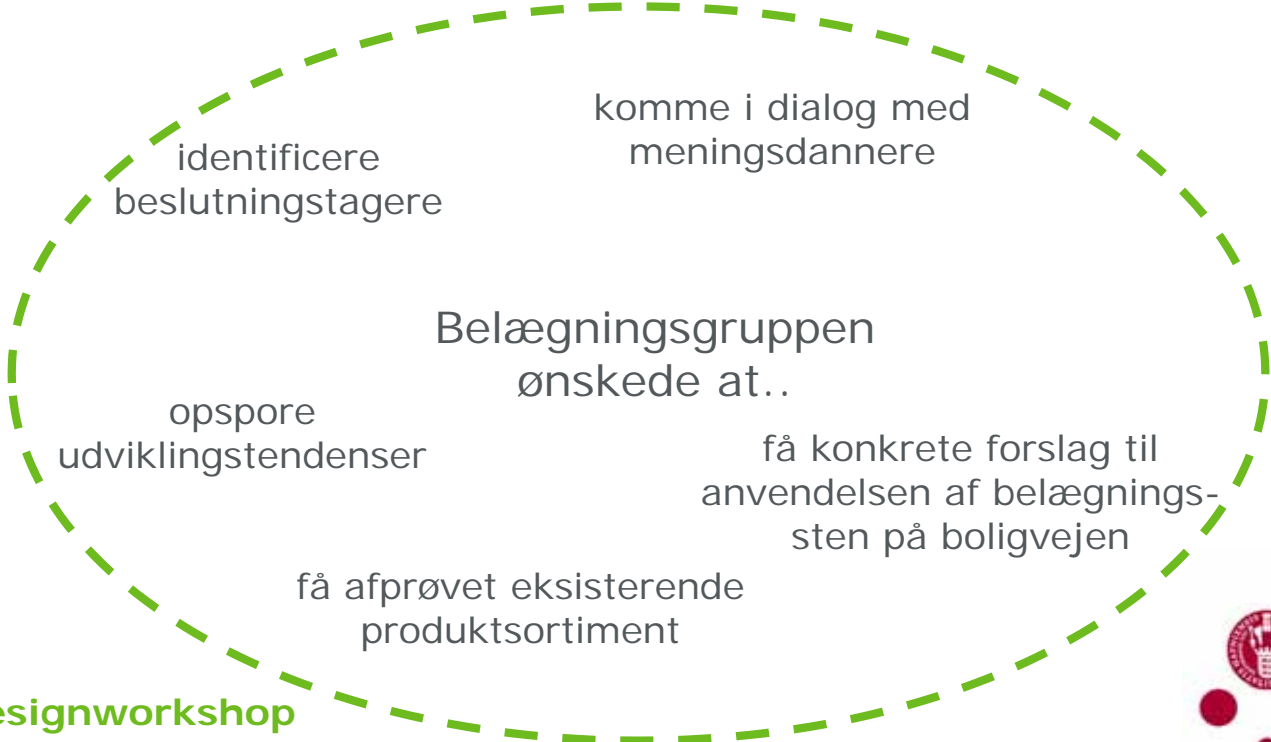 komme i dialog med
meningsdannere
identificere
beslutningstagere
Belægningsgruppen
ønskede at..
opspore
udviklingstendenser
få konkrete forslag til
anvendelsen af belægnings-
sten på boligvejen
få afprøvet eksisterende
produktsortiment
esignworkshop